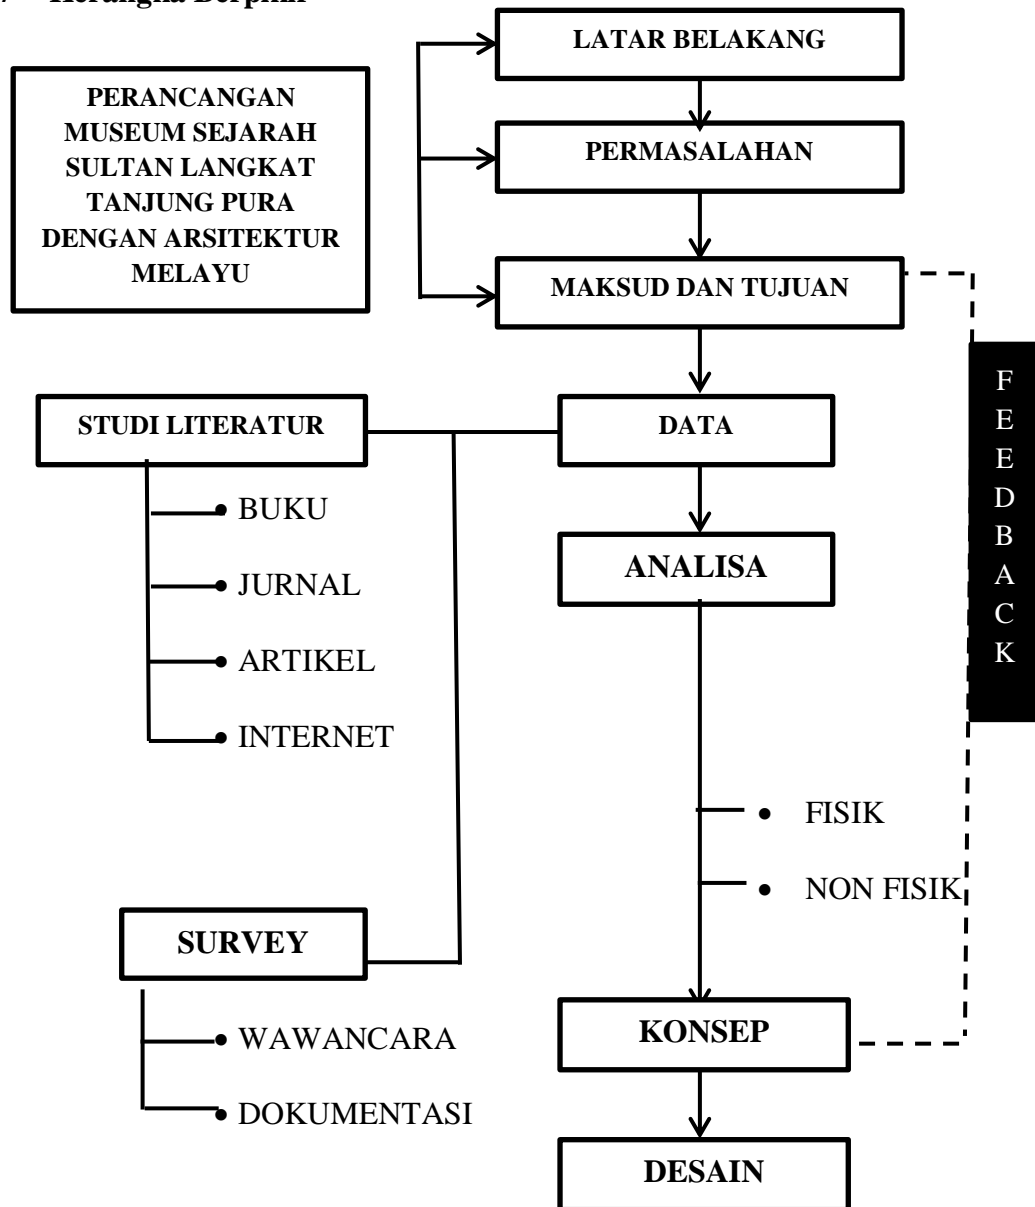 Kerangka Berpikir
LATAR BELAKANG
PERANCANGAN
MUSEUM SEJARAH
SULTAN LANGKAT
TANJUNG PURA
DENGAN ARSITEKTUR
MELAYU
PERMASALAHAN
MAKSUD DAN TUJUAN
STUDI LITERATUR
DATA
BUKU
JURNAL
ARTIKEL
INTERNET
ANALISA
FISIK
NON FISIK
FEEDBACK
SURVEY
WAWANCARA
DOKUMENTASI
KONSEP
DESAIN